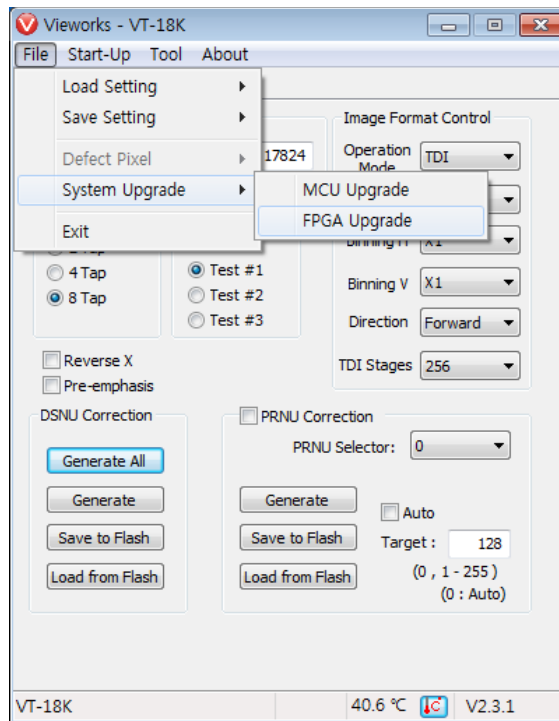 Vieworks - VT-18K
File Start-Up Tool About
Load Setting
Save Setting
Defect Pixel
System Upgrade
Exit
MCU Upgrade
FPGA Upgrade
17824
Image Format Control
Operation Mode TDI
X1
Binning V X1
Direction Forward
TDI Stages 256
4 Tap
8 Tap
Test #1
Test #2
Test #3
Reverse X
Pre-emphasis
DSNU Correction
Generate All
Generate
Save to Flash
Load from Flash
PRNU Correction
PRNU Selector: 0
Generate
Save to Flash
Load from Flash
Auto
Target : 128
(0 , 1 - 255 )
(0 : Auto)
VT-18K
40.6 ℃
V2.3.1